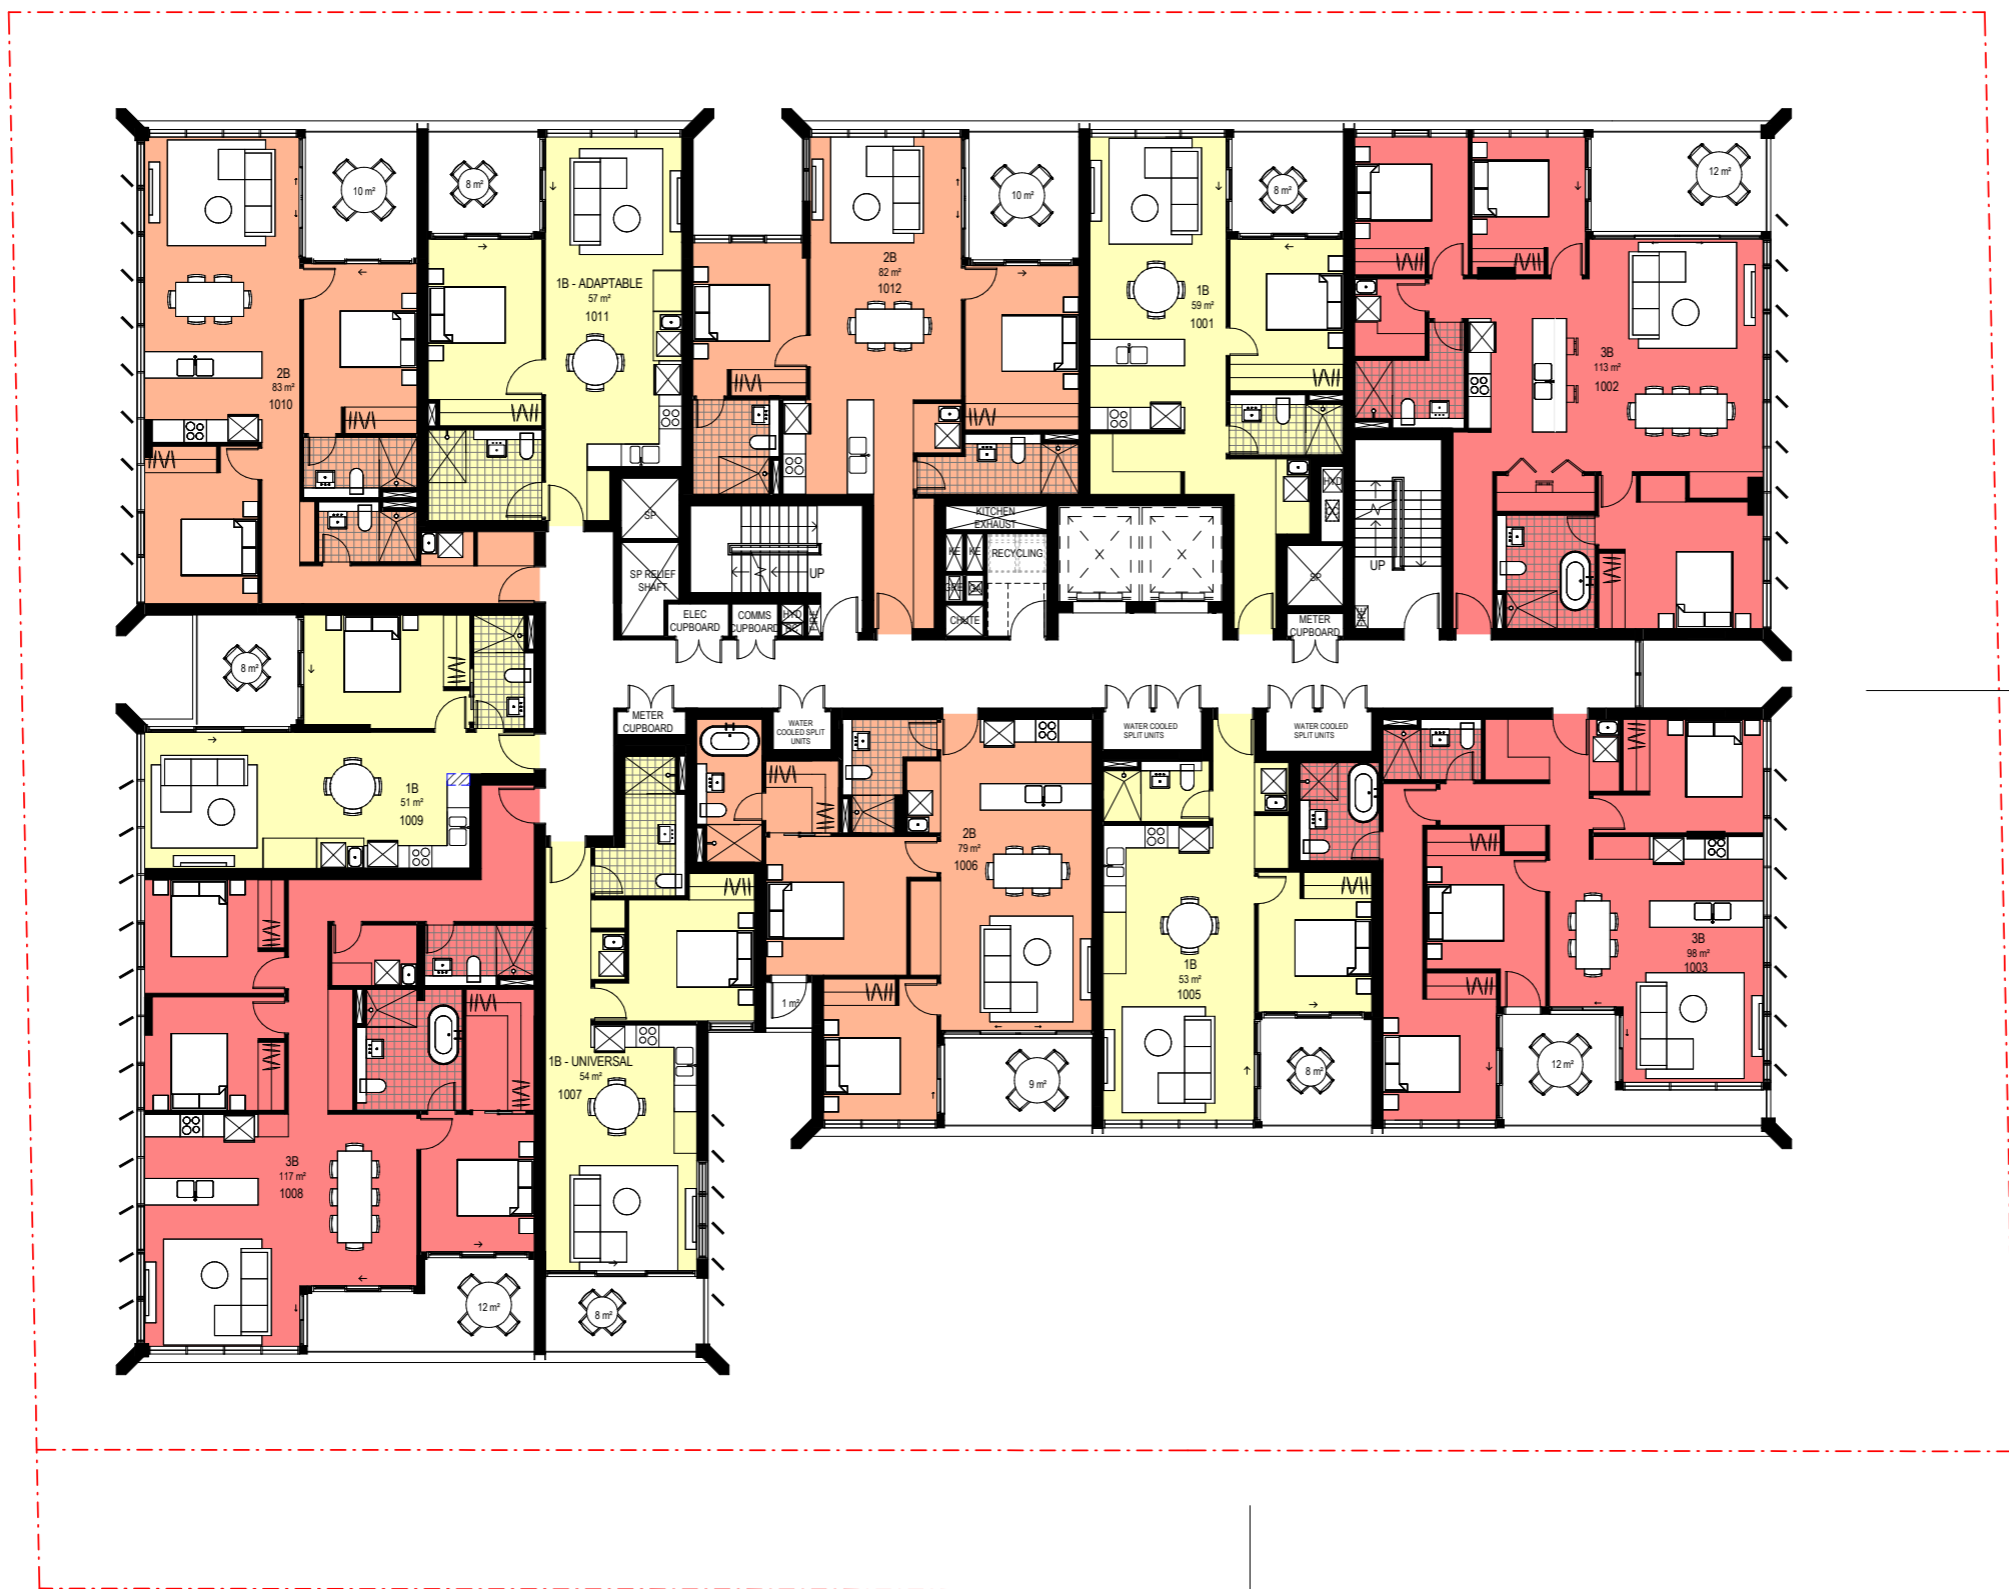 10 m²
8 m²
10 m²
8 m²
12 m²
2B
83 m²
1010
1B - ADAPTABLE
57 m²
1011
2B
82 m²
1012
1B
59 m²
1001
3B
113 m²
1002
SP
SP RELIEF
SHAFT
UP
ELEC
CUPBOARD
COMMS
CUPBOARD
HYD
KITCHEN
EXHAUST
KE
KE
RECYCLING
CHUTE
HYD
SP
METER
CUPBOARD
UP
8 m²
METER
CUPBOARD
WATER
COOLED SPLIT
UNITS
WATER COOLED
SPLIT UNITS
WATER COOLED
SPLIT UNITS
1B
51 m²
1009
2B
79 m²
1006
1B
53 m²
1005
3B
98 m²
1003
1 m²
1B - UNIVERSAL
54 m²
1007
9 m²
8 m²
12 m²
3B
117 m²
1008
12 m²
8 m²